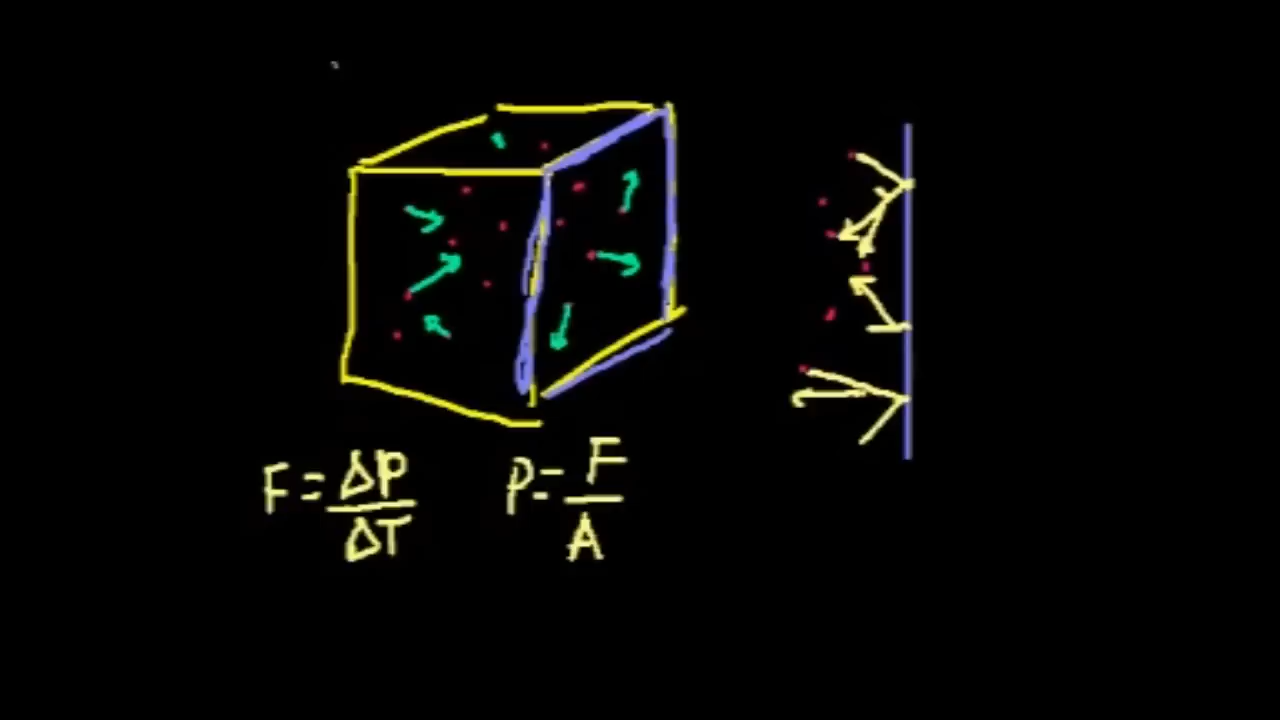 F = ΔP/ΔT
P = F/A